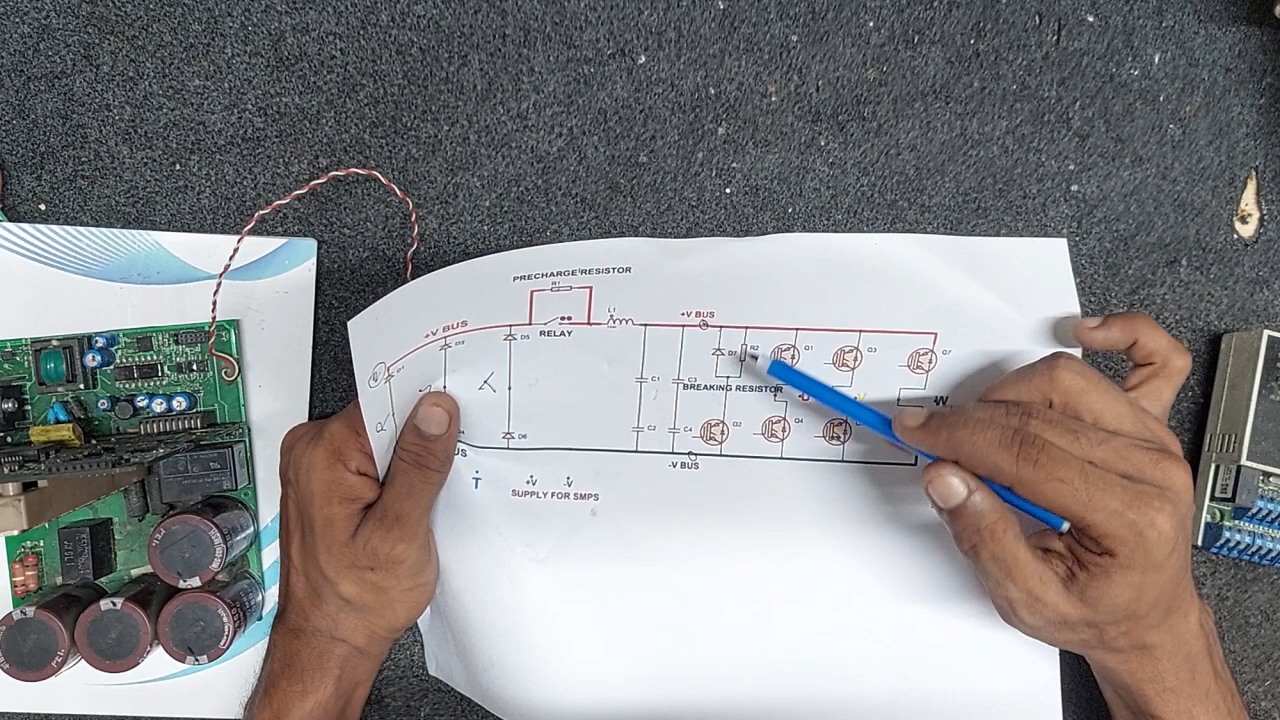 PRECHARGE RESISTOR
R1
+V BUS
D5
RELAY
L1
+V BUS
D3
D7
R2
Q1
Q3
Q7
C1
C3
BREAKING RESISTOR
-U
-W
R
C2
C4
Q2
Q4
D6
-V BUS
T
+V -V
SUPPLY FOR SMPS